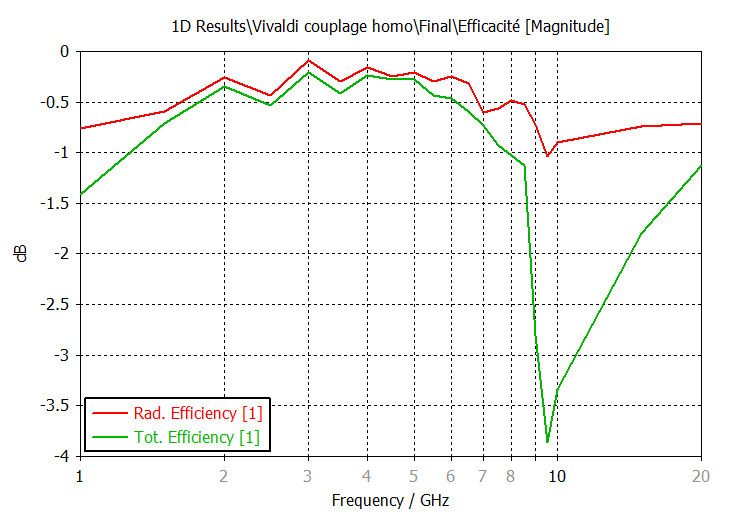 1D Results\Vivaldi couplage homo\Final\Efficacité [Magnitude]
0
-0.5
-1
-1.5
-2
-2.5
-3
-3.5
-4
dB
Rad. Efficiency [1]
Tot. Efficiency [1]
1 2 3 4 5 6 7 8 10 20
Frequency / GHz